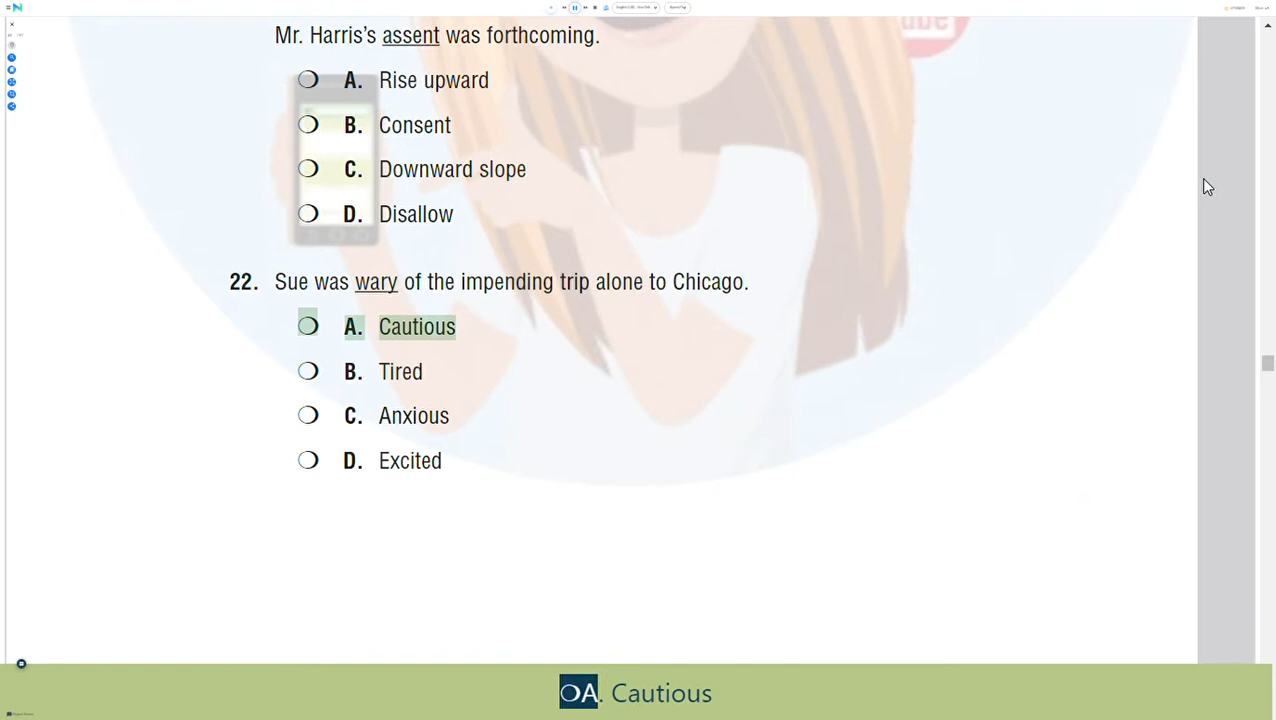 Mr. Harris's assent was forthcoming.
A. Rise upward
B. Consent
C. Downward slope
D. Disallow
22. Sue was wary of the impending trip alone to Chicago.
A. Cautious
B. Tired
C. Anxious
D. Excited
A. Cautious